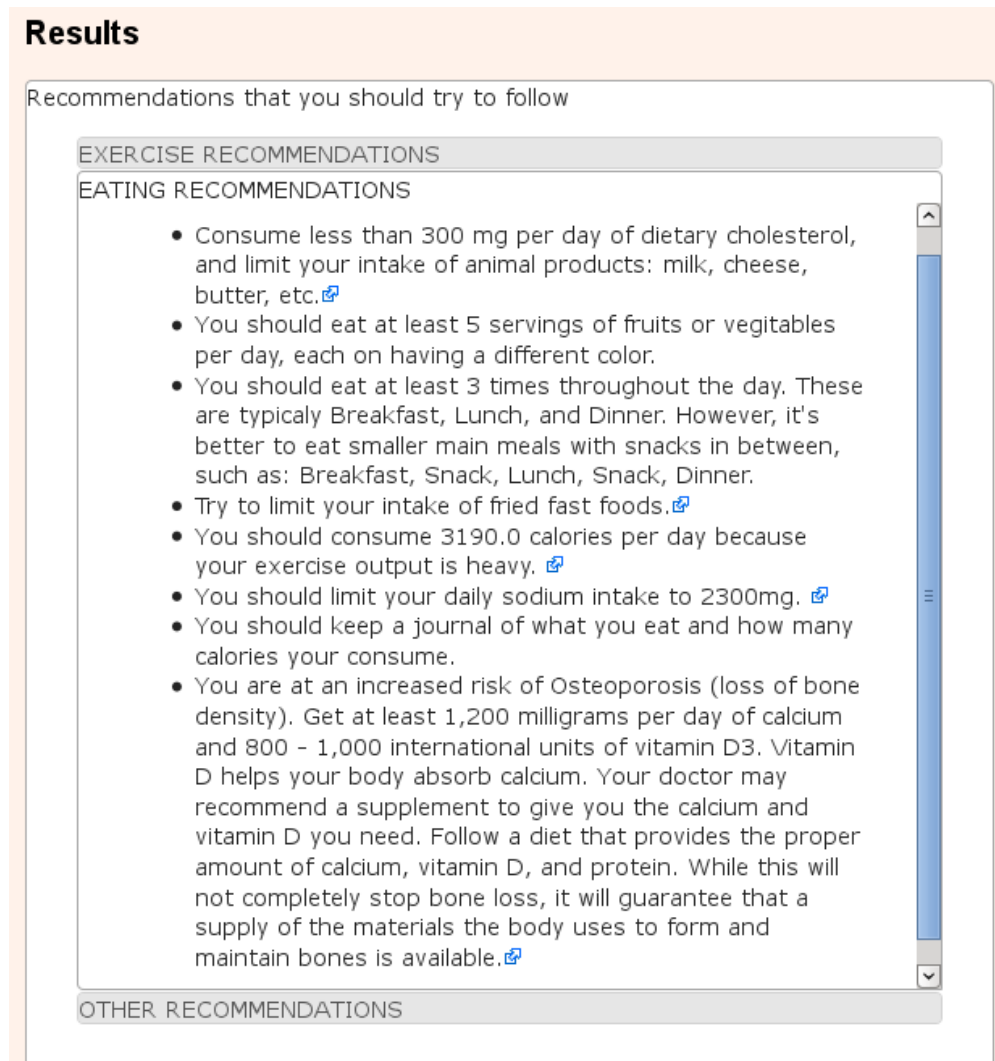 Results
Recommendations that you should try to follow
EXERCISE RECOMMENDATIONS
EATING RECOMMENDATIONS
• Consume less than 300 mg per day of dietary cholesterol,
and limit your intake of animal products: milk, cheese,
butter, etc.
• You should eat at least 5 servings of fruits or vegitables
per day, each on having a different color.
• You should eat at least 3 times throughout the day. These
are typicaly Breakfast, Lunch, and Dinner. However, it's
better to eat smaller main meals with snacks in between,
such as: Breakfast, Snack, Lunch, Snack, Dinner.
• Try to limit your intake of fried fast foods.
• You should consume 3190.0 calories per day because
your exercise output is heavy.
• You should limit your daily sodium intake to 2300mg.
• You should keep a journal of what you eat and how many
calories your consume.
• You are at an increased risk of Osteoporosis (loss of bone
density). Get at least 1,200 milligrams per day of calcium
and 800 - 1,000 international units of vitamin D3. Vitamin
D helps your body absorb calcium. Your doctor may
recommend a supplement to give you the calcium and
vitamin D you need. Follow a diet that provides the proper
amount of calcium, vitamin D, and protein. While this will
not completely stop bone loss, it will guarantee that a
supply of the materials the body uses to form and
maintain bones is available.
OTHER RECOMMENDATIONS